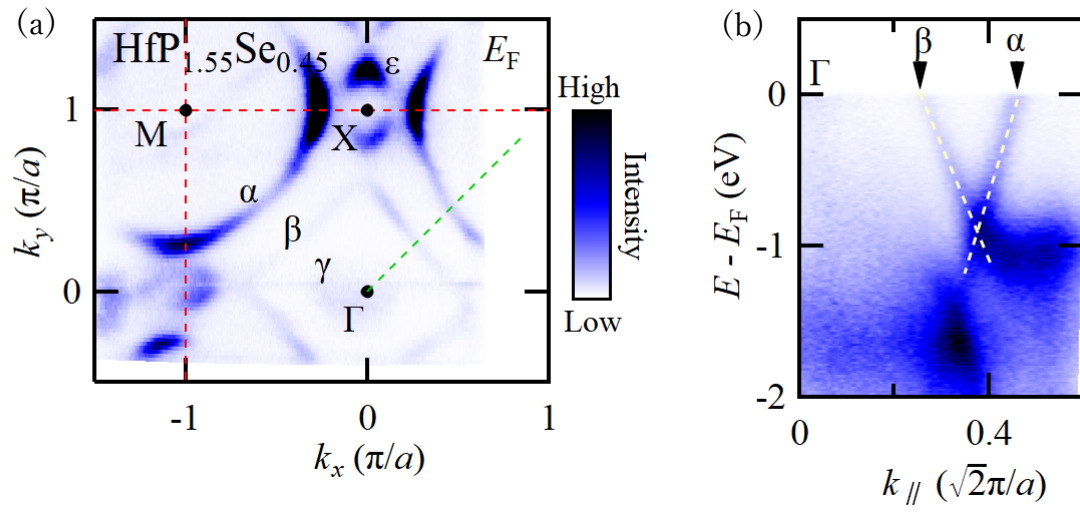 (a)
HfP1.55Se0.45
ε
EF
1
M
X
α
β
γ
0
Γ
ky (π/a)
-1
0
1
kx (π/a)
High
Intensity
Low
(b)
β
α
Γ
0
-1
-2
E - EF (eV)
0
0.4
k// (√2π/a)